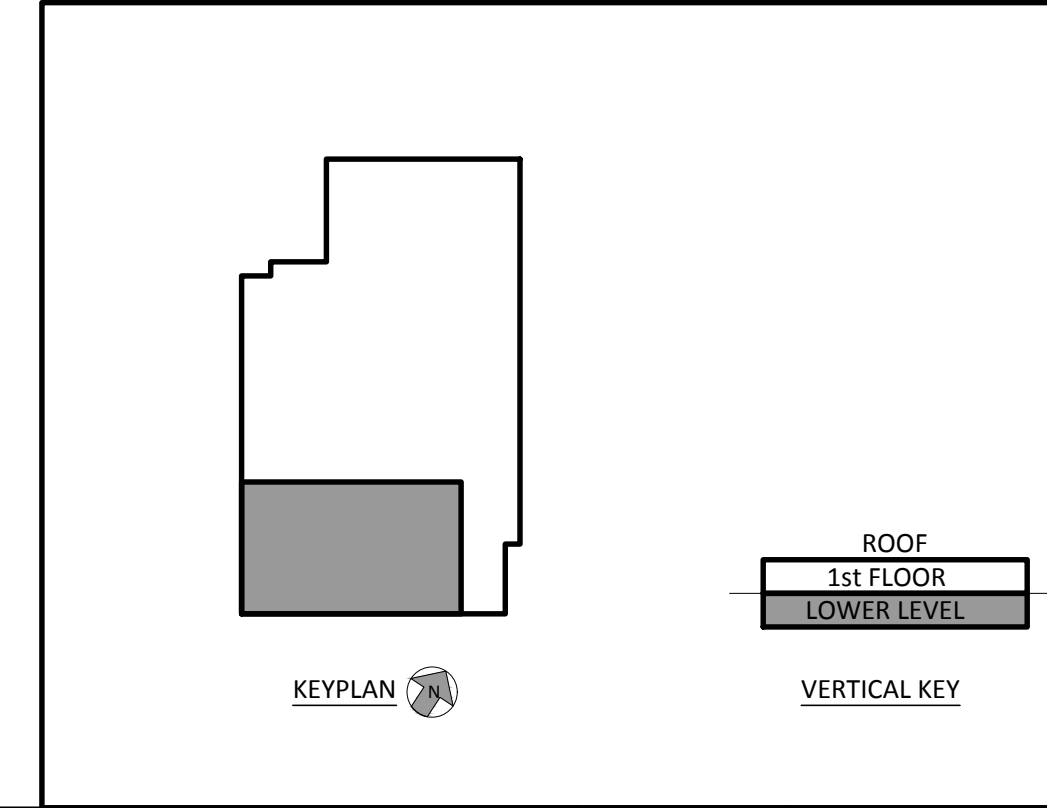 ROOF
1st FLOOR
LOWER LEVEL
KEYPLAN
N
VERTICAL KEY